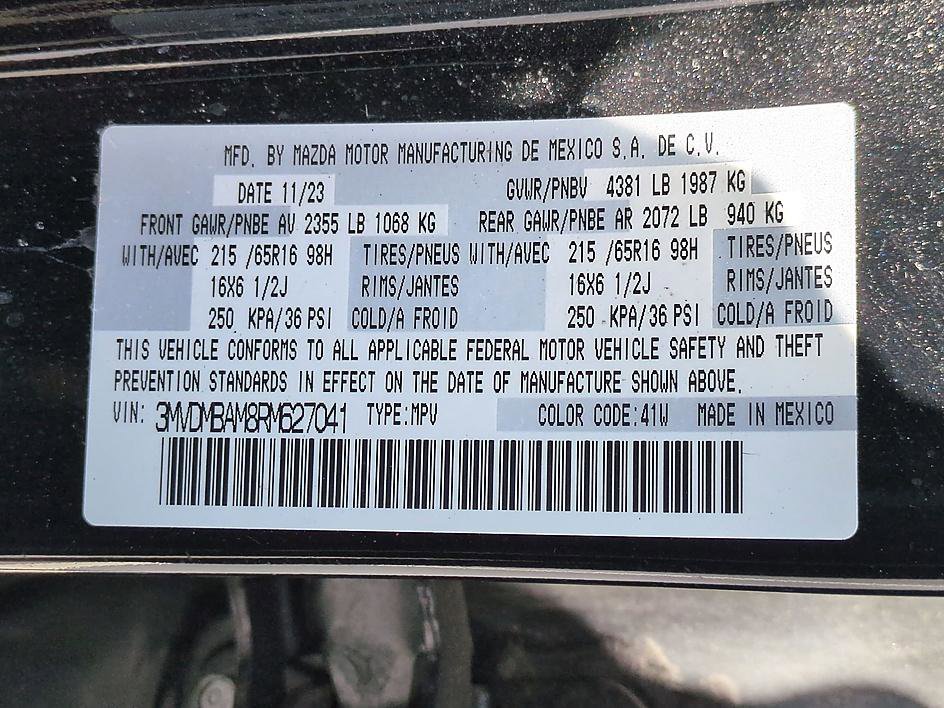 MFD. BY MAZDA MOTOR MANUFACTURING DE MEXICO S.A. DE C.V.
DATE 11/23 GVWR/PNBV 4381 LB 1987 KG
FRONT GAWR/PNBE AV 2355 LB 1068 KG REAR GAWR/PNBE AR 2072 LB 940 KG
WITH/AVEC 215 /65R16 98H TIRES/PNEUS WITH/AVEC 215 /65R16 98H TIRES/PNEUS
16X6 1/2J RIMS/JANTES 16X6 1/2J RIMS/JANTES
250 KPA/36 PSI COLD/A FROID 250 KPA/36 PSI COLD/A FROID
THIS VEHICLE CONFORMS TO ALL APPLICABLE FEDERAL MOTOR VEHICLE SAFETY AND THEFT
PREVENTION STANDARDS IN EFFECT ON THE DATE OF MANUFACTURE SHOWN ABOVE.
VIN: 3MVDMBAM8RM627041 TYPE:MPV COLOR CODE:41W MADE IN MEXICO